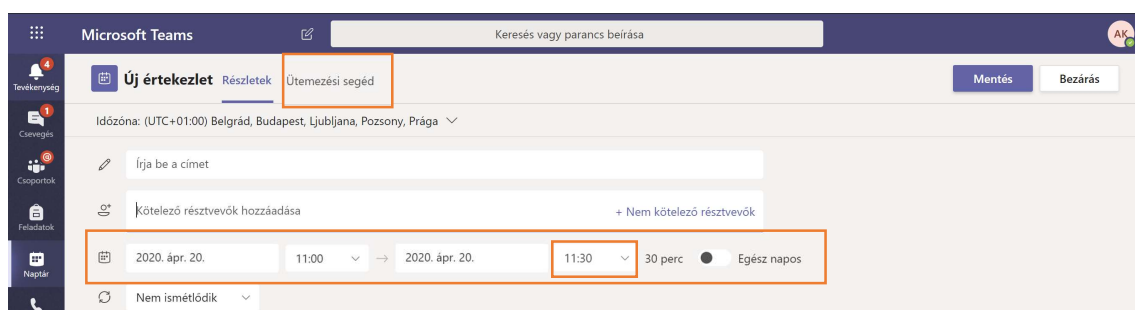 Microsoft Teams
Keresés vagy parancs beírása
AK
4
Tevékenység
Új értekezlet Részletek Ütemezési segéd
Mentés Bezárás
1
Csevegés
Időzóna: (UTC+01:00) Belgrád, Budapest, Ljubljana, Pozsony, Prága
@
Csoportok
Írja be a címet
Feladatok
Kötelező résztvevők hozzáadása + Nem kötelező résztvevők
Naptár
2020. ápr. 20. 11:00 → 2020. ápr. 20. 11:30 30 perc Egész napos
Nem ismétlődik